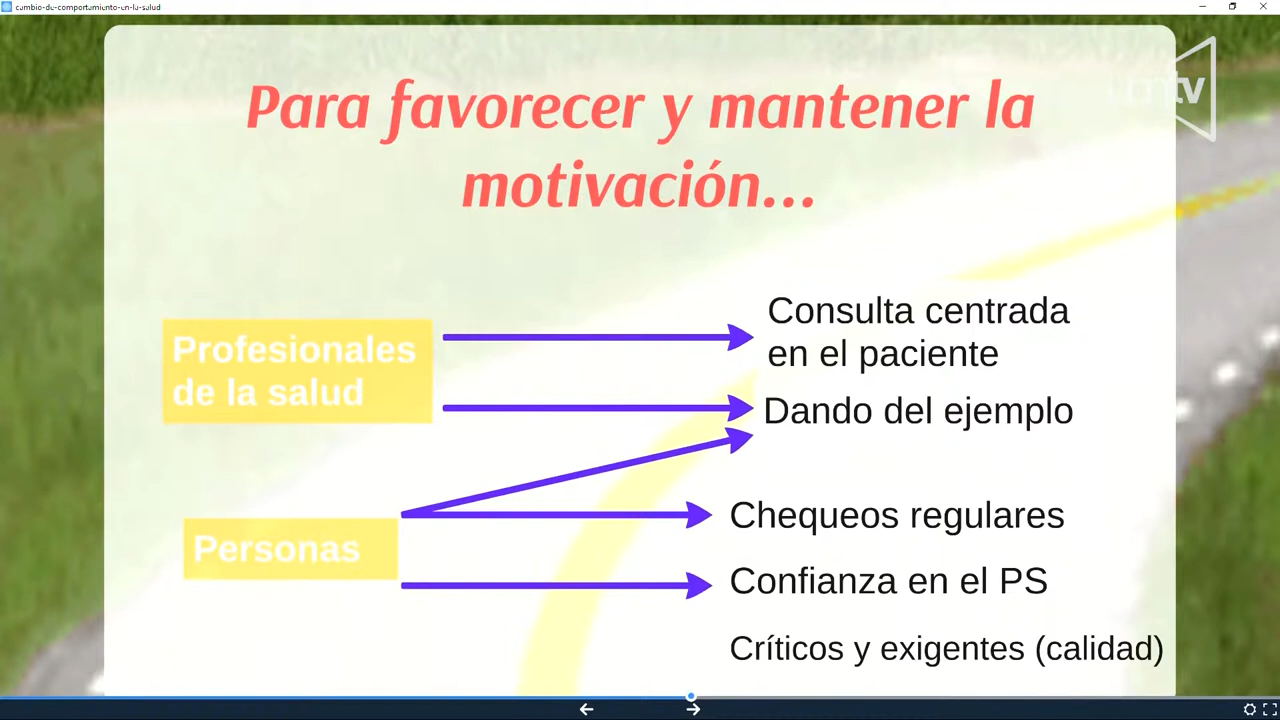 cambio-de-comportamiento-en-la-salud
Para favorecer y mantener la
motivación...
Profesionales
de la salud
Consulta centrada
en el paciente
Dando del ejemplo
Personas
Chequeos regulares
Confianza en el PS
Críticos y exigentes (calidad)